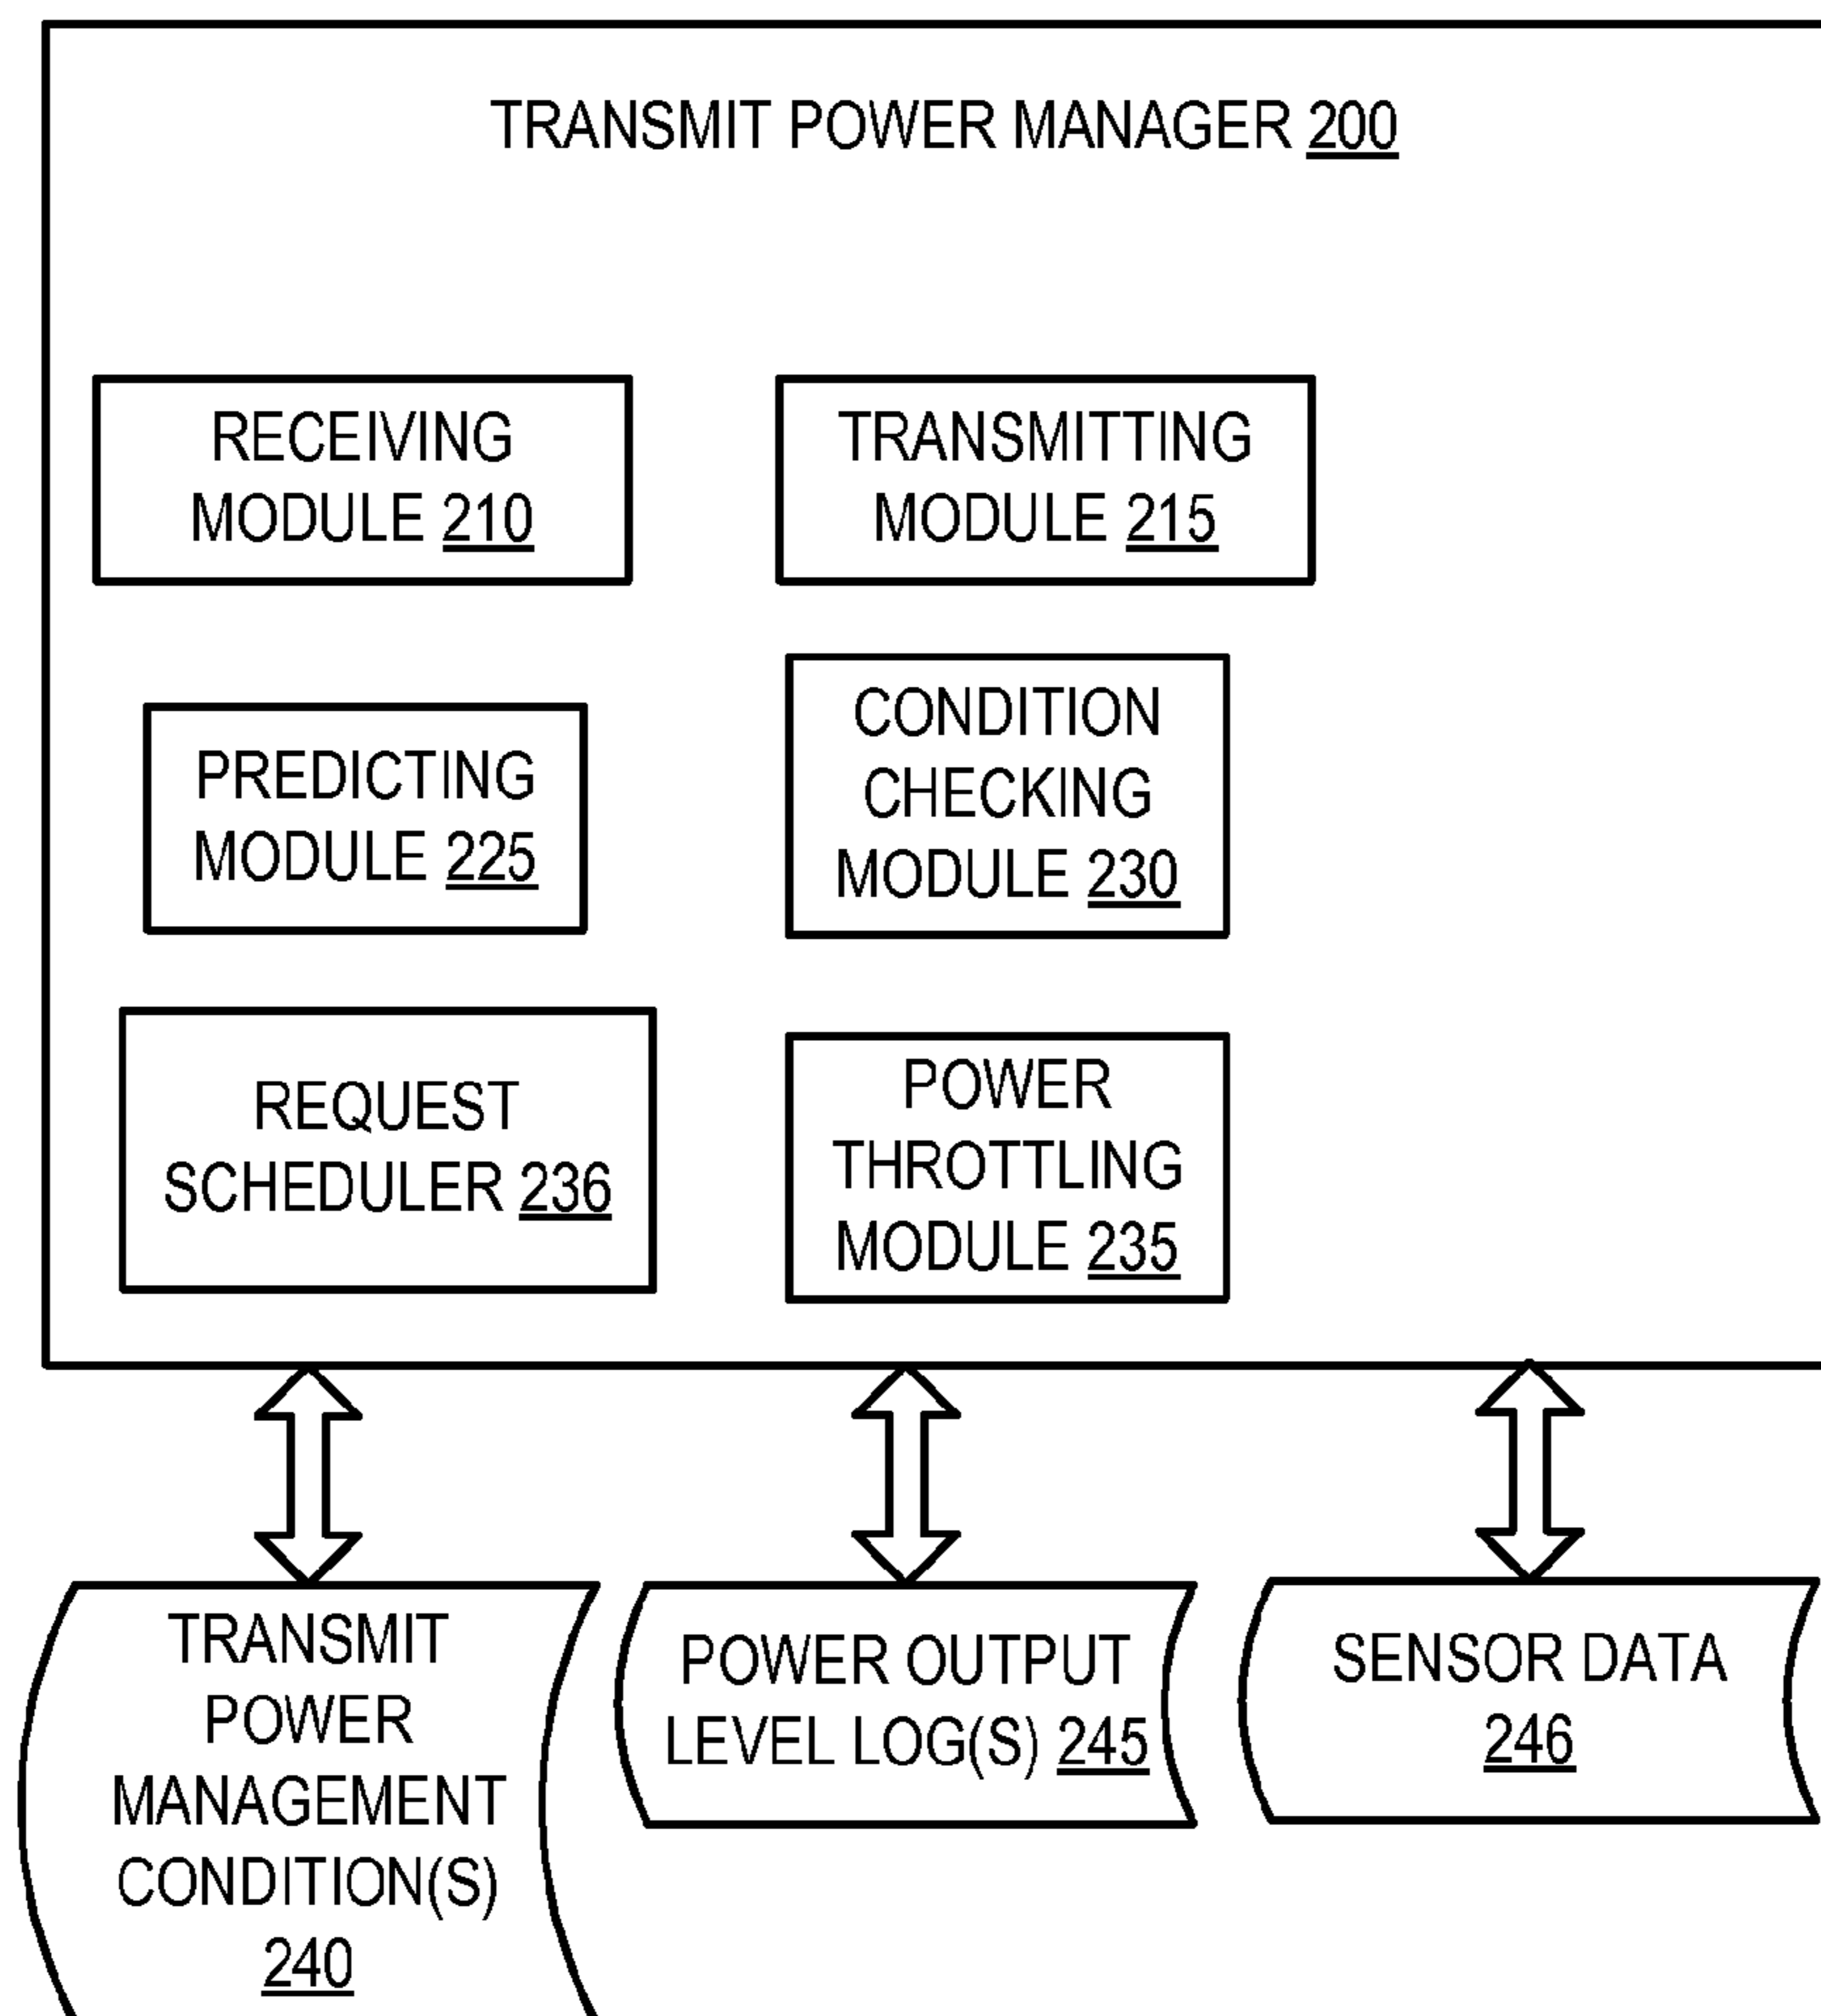 TRANSMIT POWER MANAGER 200
RECEIVING
MODULE 210
TRANSMITTING
MODULE 215
PREDICTING
MODULE 225
CONDITION
CHECKING
MODULE 230
REQUEST
SCHEDULER 236
POWER
THROTTLING
MODULE 235
TRANSMIT
POWER
MANAGEMENT
CONDITION(S)
240
POWER OUTPUT
LEVEL LOG(S) 245
SENSOR DATA
246